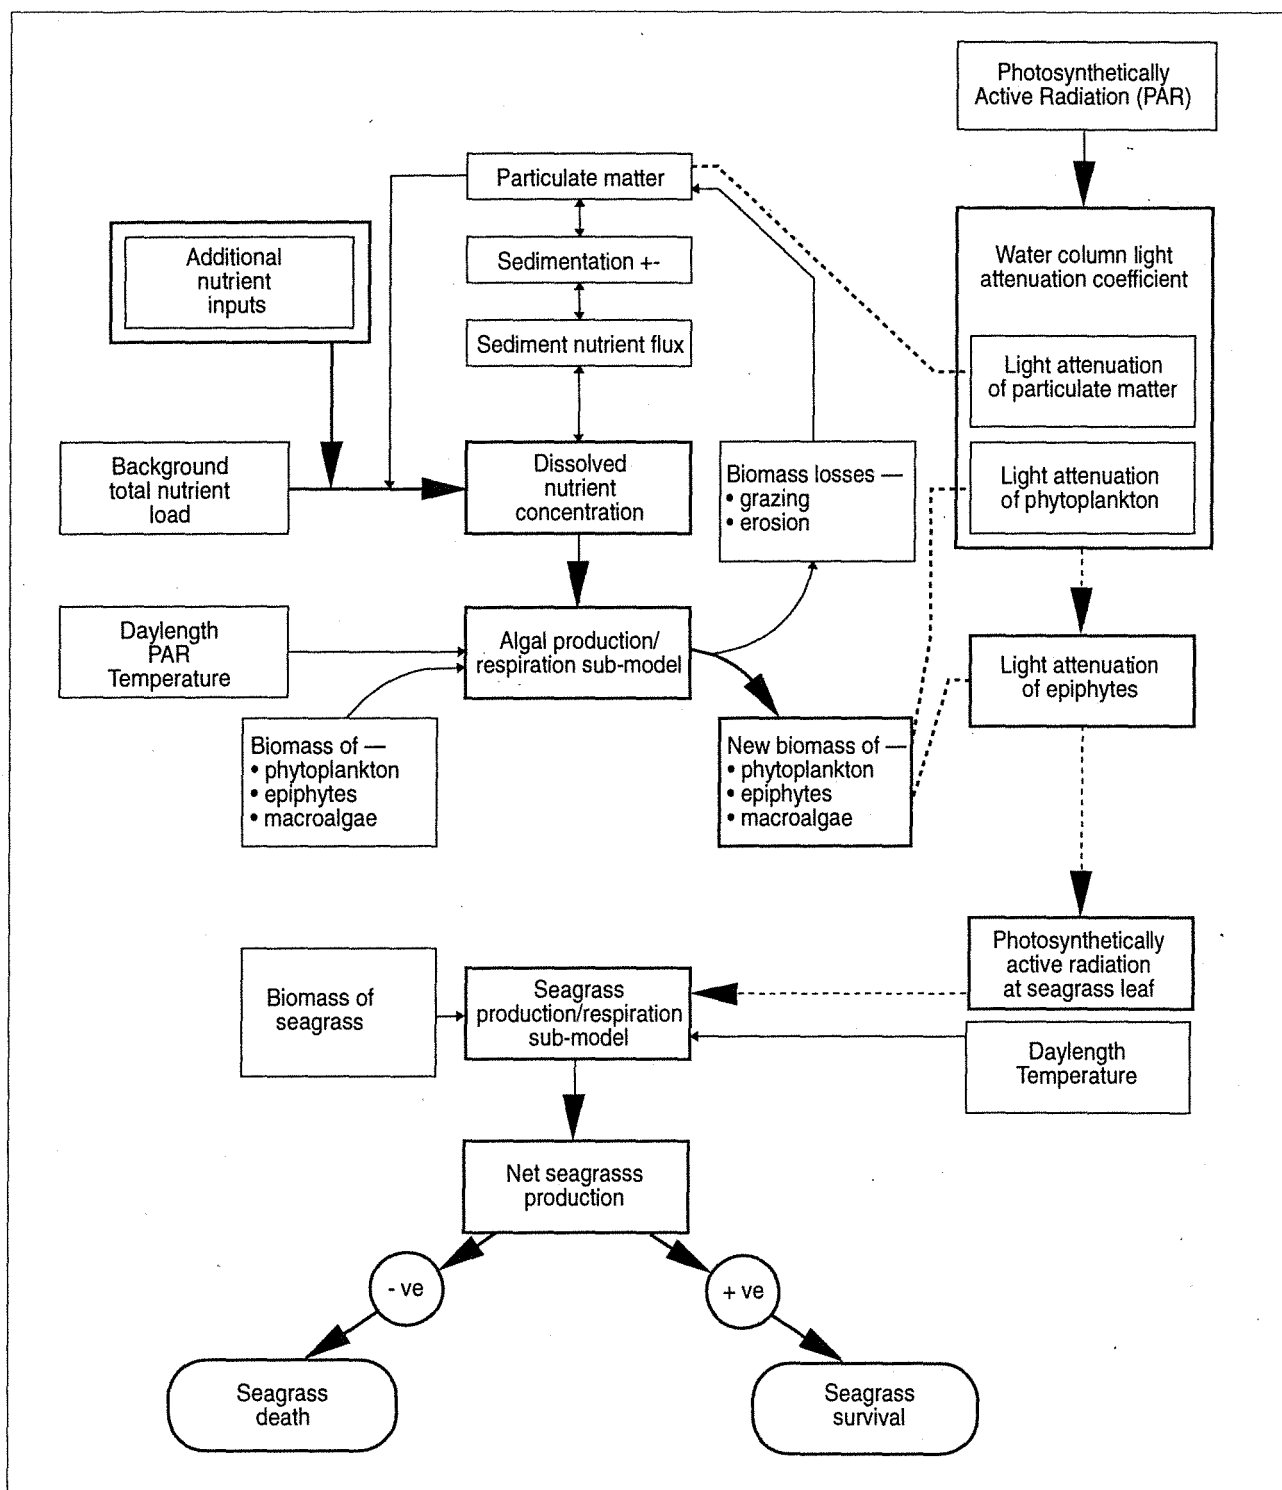 Photosynthetically
Active Radiation (PAR)
Particulate matter
Additional
nutrient
inputs
Sedimentation +-
Water column light
attenuation coefficient
Sediment nutrient flux
Light attenuation
of particulate matter
Background
total nutrient
load
Dissolved
nutrient
concentration
Biomass losses —
• grazing
• erosion
Light attenuation
of phytoplankton
Daylength
PAR
Temperature
Algal production/
respiration sub-model
Light attenuation
of epiphytes
Biomass of —
• phytoplankton
• epiphytes
• macroalgae
New biomass of —
• phytoplankton
• epiphytes
• macroalgae
Photosynthetically
active radiation
at seagrass leaf
Biomass of
seagrass
Seagrass
production/respiration
sub-model
Daylength
Temperature
Net seagrasss
production
- ve
+ ve
Seagrass
death
Seagrass
survival